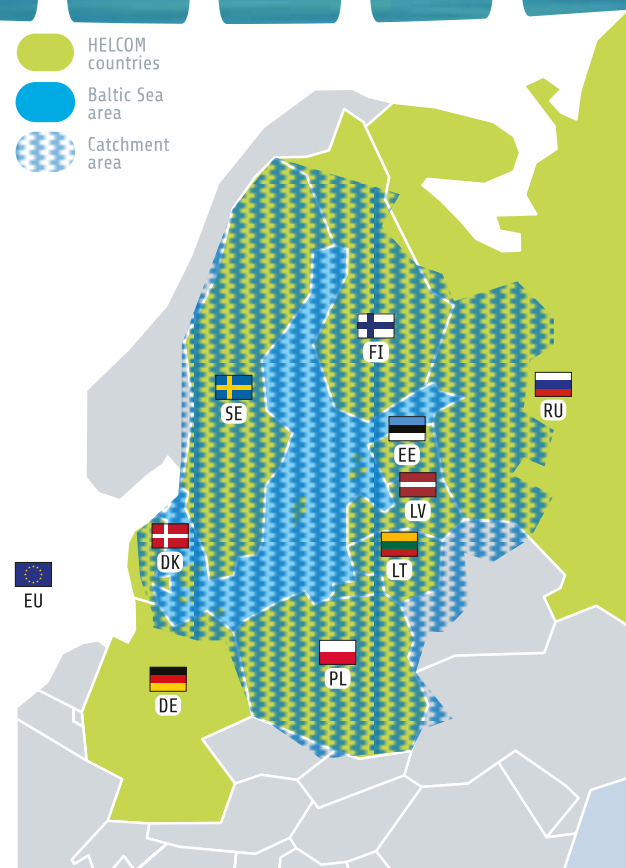 HELCOM
countries
Baltic Sea
area
Catchment
area
FI
SE
RU
EE
LV
DK
LT
EU
PL
DE